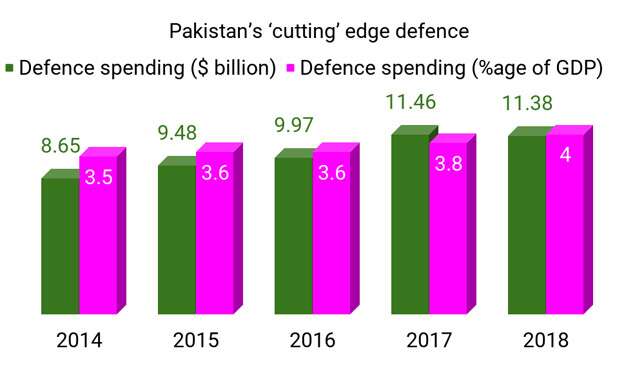 Pakistan’s ‘cutting’ edge defence
Defence spending ($ billion) Defence spending (%age of GDP)
8.65 9.48 9.97 11.46 11.38
3.5 3.6 3.6 3.8 4
2014 2015 2016 2017 2018